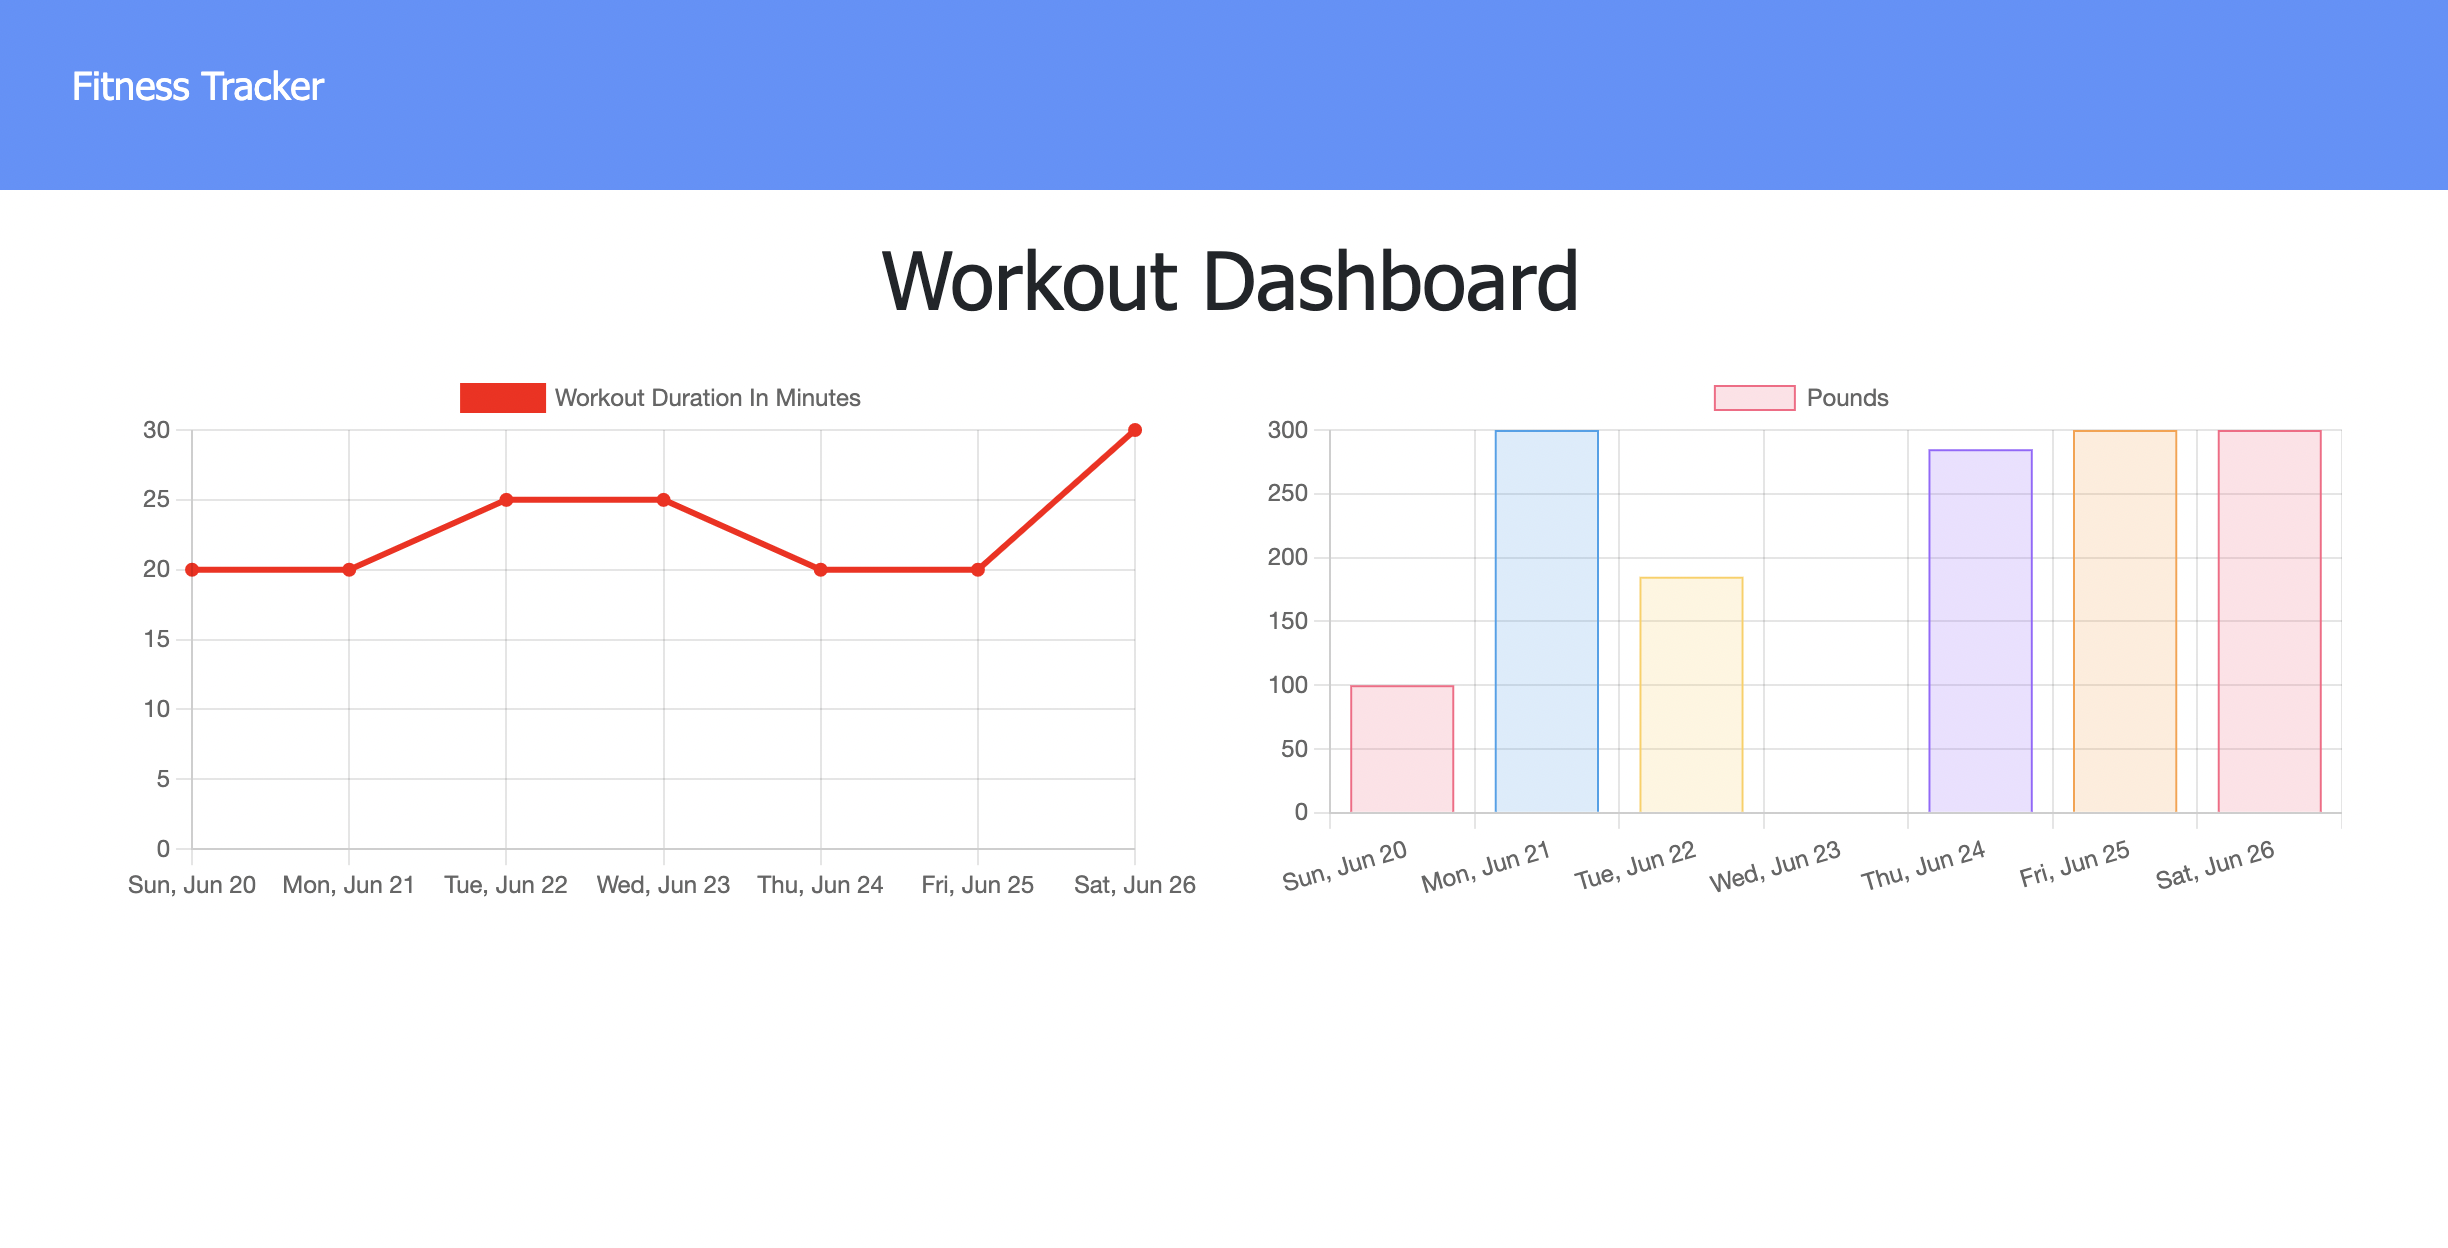 Fitness Tracker
Workout Dashboard
Workout Duration In Minutes
30
25
20
15
10
5
0
Sun, Jun 20 Mon, Jun 21 Tue, Jun 22 Wed, Jun 23 Thu, Jun 24 Fri, Jun 25 Sat, Jun 26
Pounds
300
250
200
150
100
50
0
Sun, Jun 20 Mon, Jun 21 Tue, Jun 22 Wed, Jun 23 Thu, Jun 24 Fri, Jun 25 Sat, Jun 26